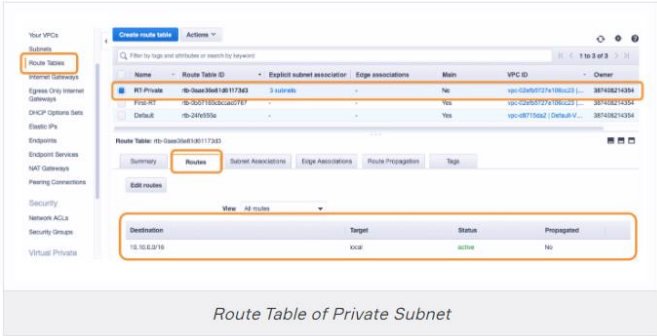 Your VPCs
Subnets
Route Tables
Internet Gateways
Egress Only Internet Gateways
DHCP Options Sets
Elastic IPs
Endpoints
Endpoint Services
NAT Gateways
Peering Connections
Security
Network ACLs
Security Groups
Virtual Private
Create route table Actions
Filter by tags and attributes or search by keyword
1 to 3 of 3
Name Route Table ID Explicit subnet association Edge associations Main VPC ID Owner
RT-Private 3 subnets - No
First-RT - - Yes
Default rtb-24fe555e - - Yes
Route Table:
Summary Routes Subnet Associations Edge Associations Route Propagation Tags
Edit routes
View All routes
Destination Target Status Propagated
10.10.0.0/16 local active No
Route Table of Private Subnet